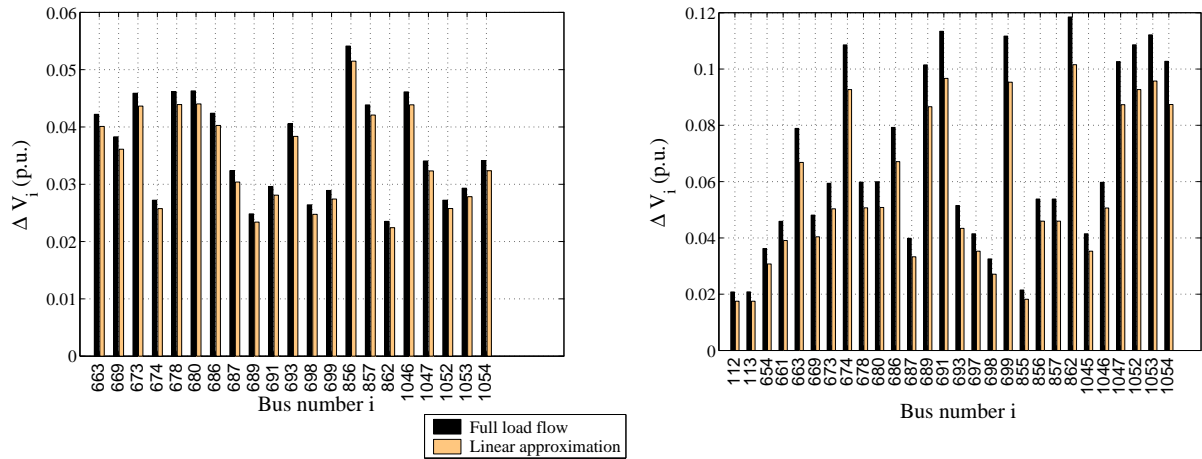 0.06
0.05
0.04
0.03
0.02
0.01
0
Δ V_i (p.u.)
663 669 673 674 678 680 686 687 689 691 693 698 699 856 857 862 1046 1047 1052 1053 1054
Bus number i
Full load flow
Linear approximation
0.12
0.1
0.08
0.06
0.04
0.02
0
Δ V_i (p.u.)
112 113 654 661 663 669 673 674 678 680 686 687 689 691 693 697 698 699 855 856 857 862 1045 1046 1047 1052 1053 1054
Bus number i